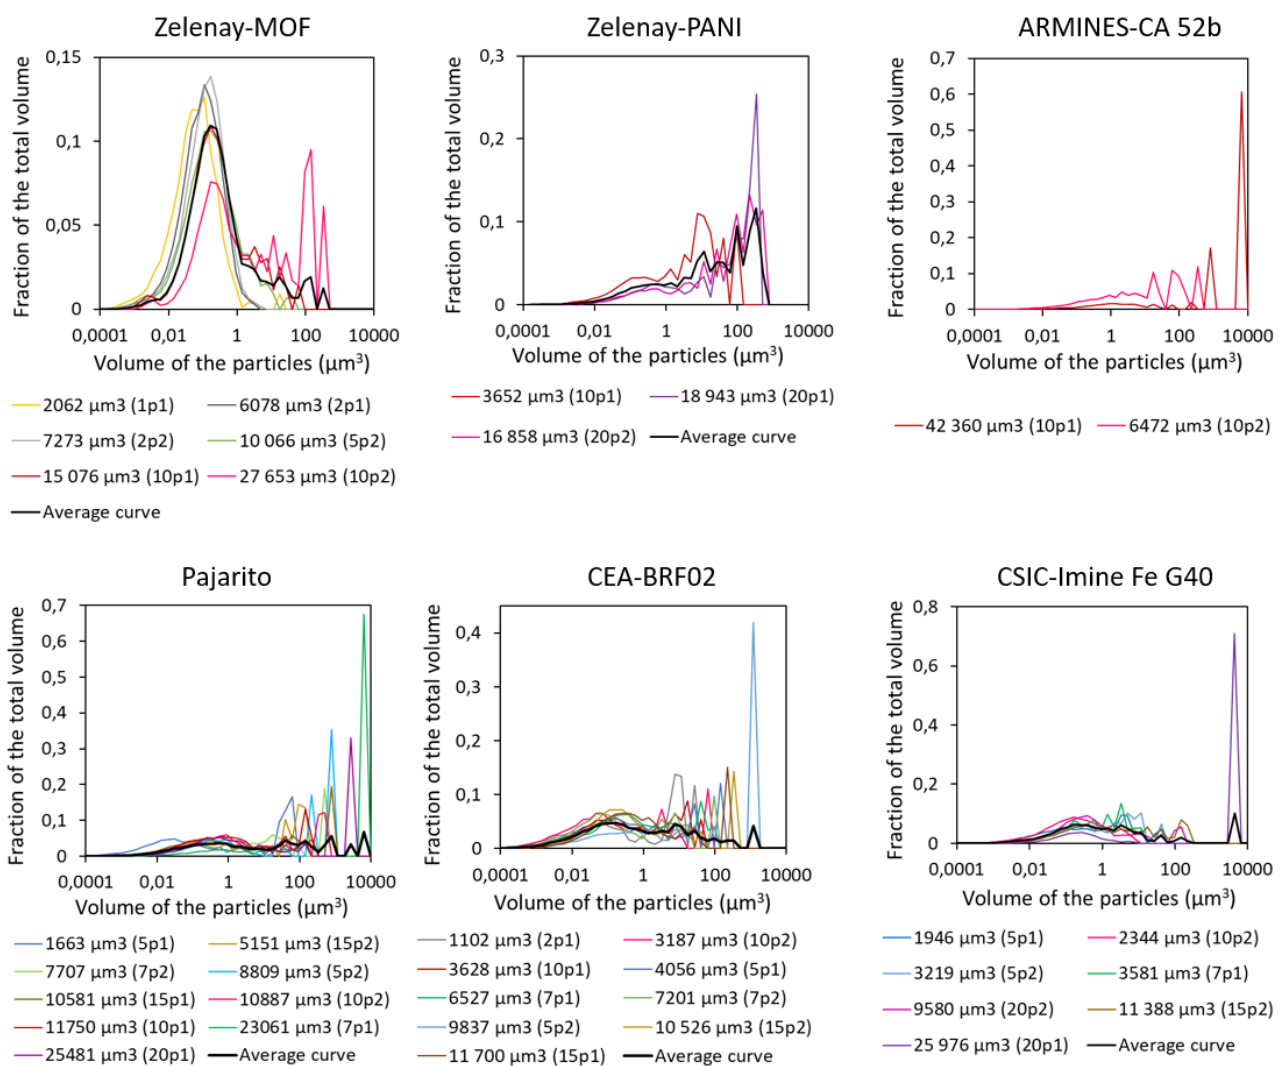 Zelenay-MOF
Fraction of the total volume
0,15
0,1
0,05
0
0,0001 0,01 1 100 10000
Volume of the particles (µm³)
2062 µm3 (1p1) 6078 µm3 (2p1)
7273 µm3 (2p2) 10 066 µm3 (5p2)
15 076 µm3 (10p1) 27 653 µm3 (10p2)
Average curve
Zelenay-PANI
Fraction of the total volume
0,3
0,2
0,1
0
0,0001 0,01 1 100 10000
Volume of the particles (µm³)
3652 µm3 (10p1) 18 943 µm3 (20p1)
16 858 µm3 (20p2) Average curve
ARMINES-CA 52b
Fraction of the total volume
0,7
0,6
0,5
0,4
0,3
0,2
0,1
0
0,0001 0,01 1 100 10000
Volume of the particles (µm³)
42 360 µm3 (10p1) 6472 µm3 (10p2)
Pajarito
Fraction of the total volume
0,7
0,6
0,5
0,4
0,3
0,2
0,1
0
0,0001 0,01 1 100 10000
Volume of the particles (µm³)
1663 µm3 (5p1) 5151 µm3 (15p2)
7707 µm3 (7p2) 8809 µm3 (5p2)
10581 µm3 (15p1) 10887 µm3 (10p2)
11750 µm3 (10p1) 23061 µm3 (7p1)
25481 µm3 (20p1) Average curve
CEA-BRF02
Fraction of the total volume
0,4
0,3
0,2
0,1
0
0,0001 0,01 1 100 10000
Volume of the particles (µm³)
1102 µm3 (2p1) 3187 µm3 (10p2)
3628 µm3 (10p1) 4056 µm3 (5p1)
6527 µm3 (7p1) 7201 µm3 (7p2)
9837 µm3 (5p2) 10 526 µm3 (15p2)
11 700 µm3 (15p1) Average curve
CSIC-Imine Fe G40
Fraction of the total volume
0,8
0,6
0,4
0,2
0
0,0001 0,01 1 100 10000
Volume of the particles (µm³)
1946 µm3 (5p1) 2344 µm3 (10p2)
3219 µm3 (5p2) 3581 µm3 (7p1)
9580 µm3 (20p2) 11 388 µm3 (15p2)
25 976 µm3 (20p1) Average curve